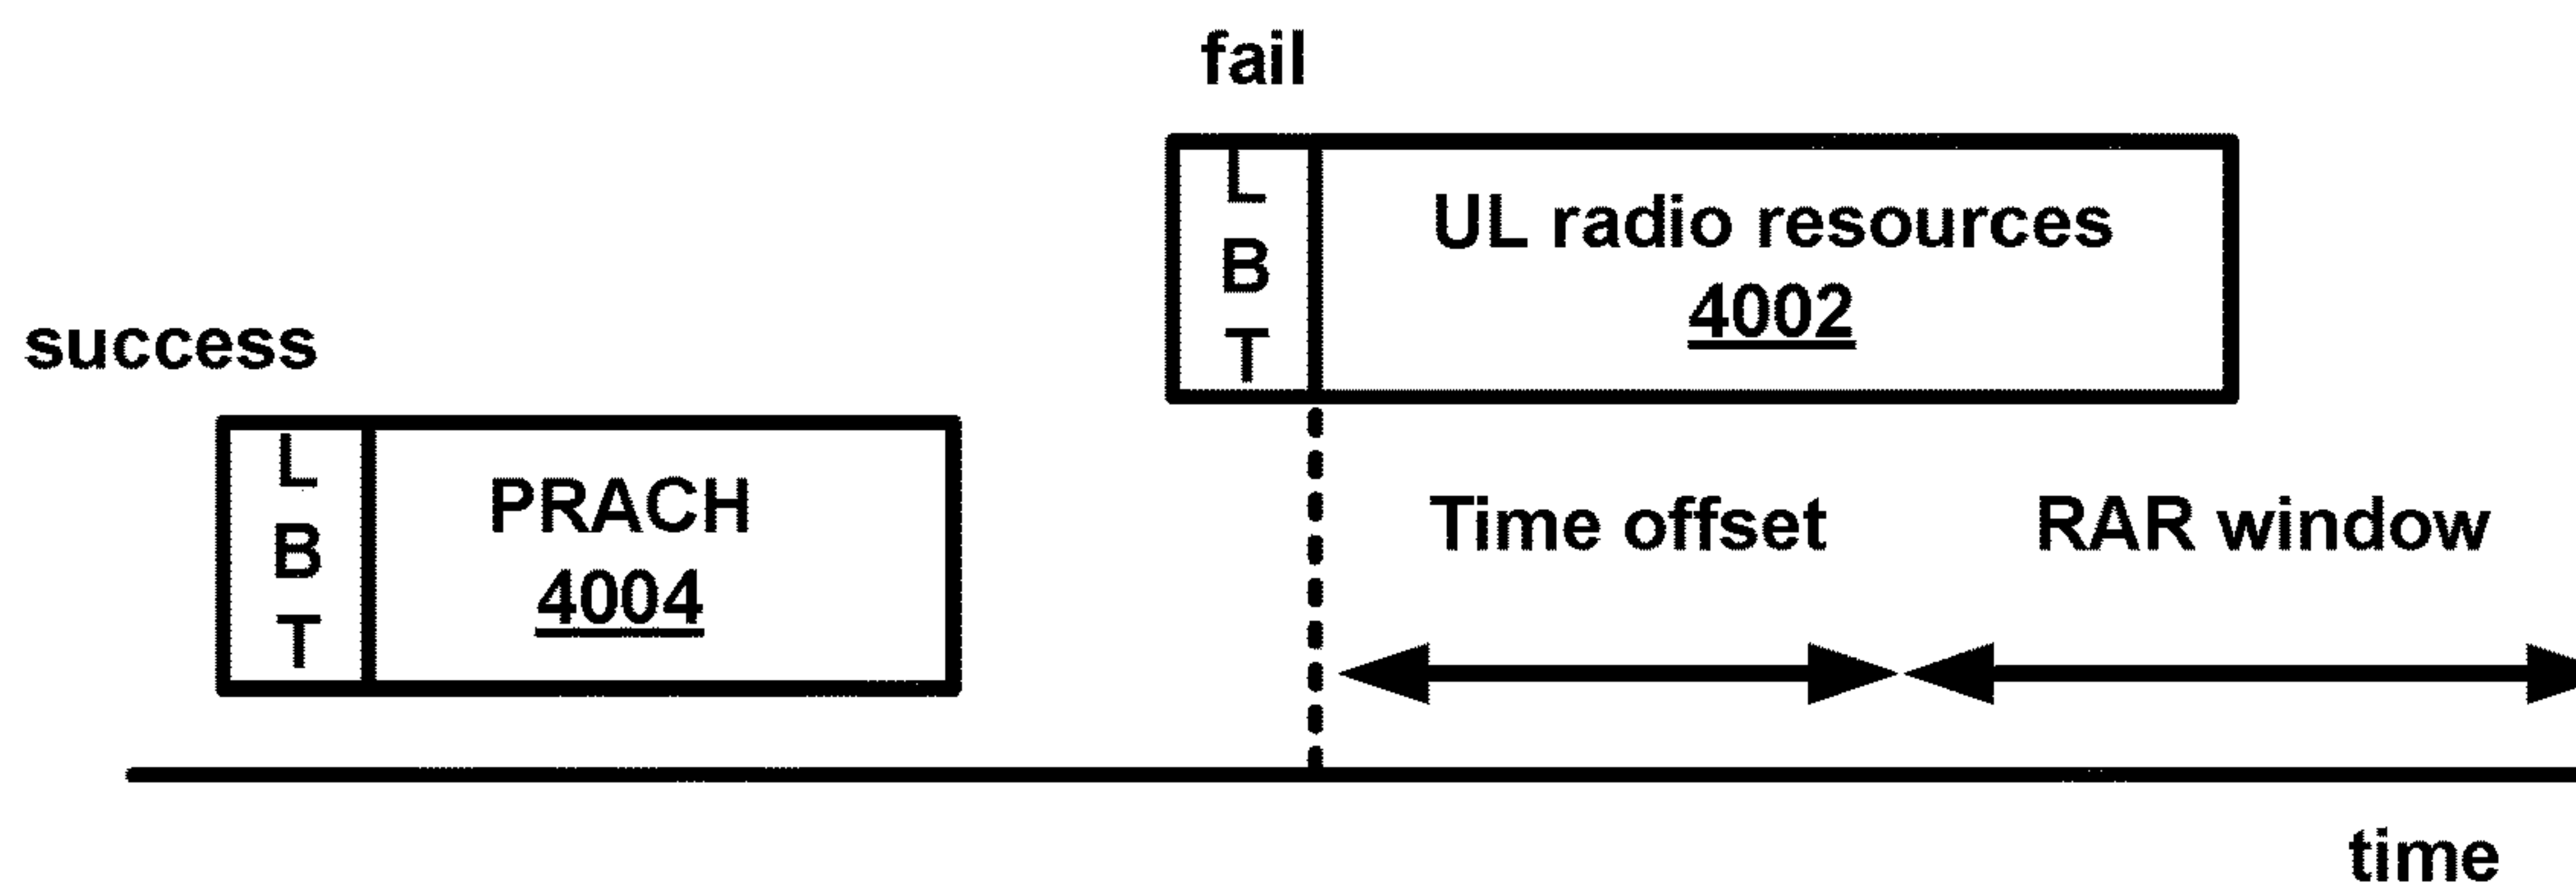 fail
L
B
T
UL radio resources
4002
success
L
B
T
PRACH
4004
Time offset
RAR window
time